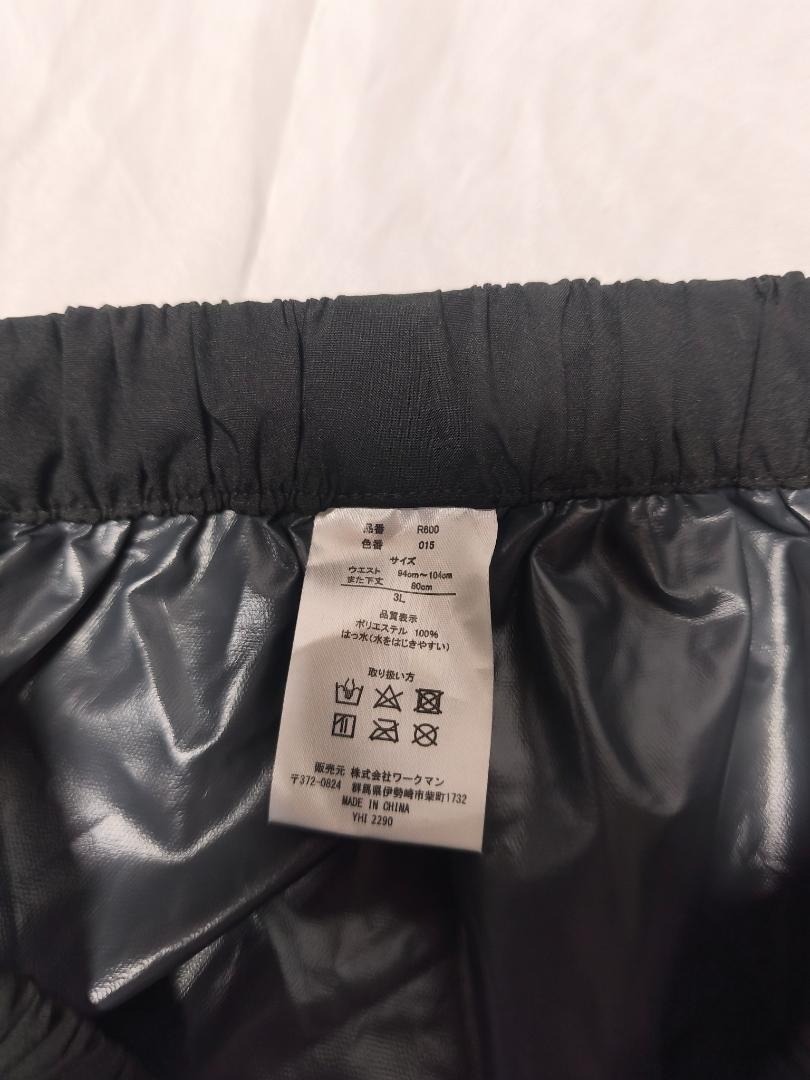 品番 R600
色番 015
サイズ
ウエスト 94cm～104cm
また下丈 80cm
3L
品質表示
ポリエステル 100%
はっ水(水をはじきやすい)
取り扱い方
販売元 株式会社ワークマン
〒372-0824 群馬県伊勢崎市柴町1732
MADE IN CHINA
YHI 2290